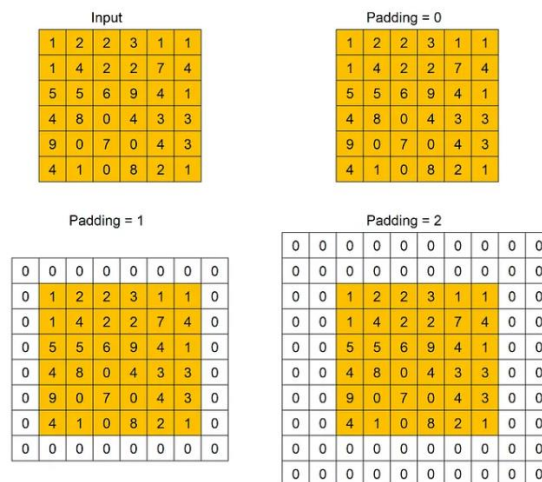 Input
1 2 2 3 1 1
1 4 2 2 7 4
5 5 6 9 4 1
4 8 0 4 3 3
9 0 7 0 4 3
4 1 0 8 2 1
Padding = 0
1 2 2 3 1 1
1 4 2 2 7 4
5 5 6 9 4 1
4 8 0 4 3 3
9 0 7 0 4 3
4 1 0 8 2 1
Padding = 1
0 0 0 0 0 0 0 0
0 1 2 2 3 1 1 0
0 1 4 2 2 7 4 0
0 5 5 6 9 4 1 0
0 4 8 0 4 3 3 0
0 9 0 7 0 4 3 0
0 4 1 0 8 2 1 0
0 0 0 0 0 0 0 0
Padding = 2
0 0 0 0 0 0 0 0 0 0
0 0 0 0 0 0 0 0 0 0
0 0 1 2 2 3 1 1 0 0
0 0 1 4 2 2 7 4 0 0
0 0 5 5 6 9 4 1 0 0
0 0 4 8 0 4 3 3 0 0
0 0 9 0 7 0 4 3 0 0
0 0 4 1 0 8 2 1 0 0
0 0 0 0 0 0 0 0 0 0
0 0 0 0 0 0 0 0 0 0